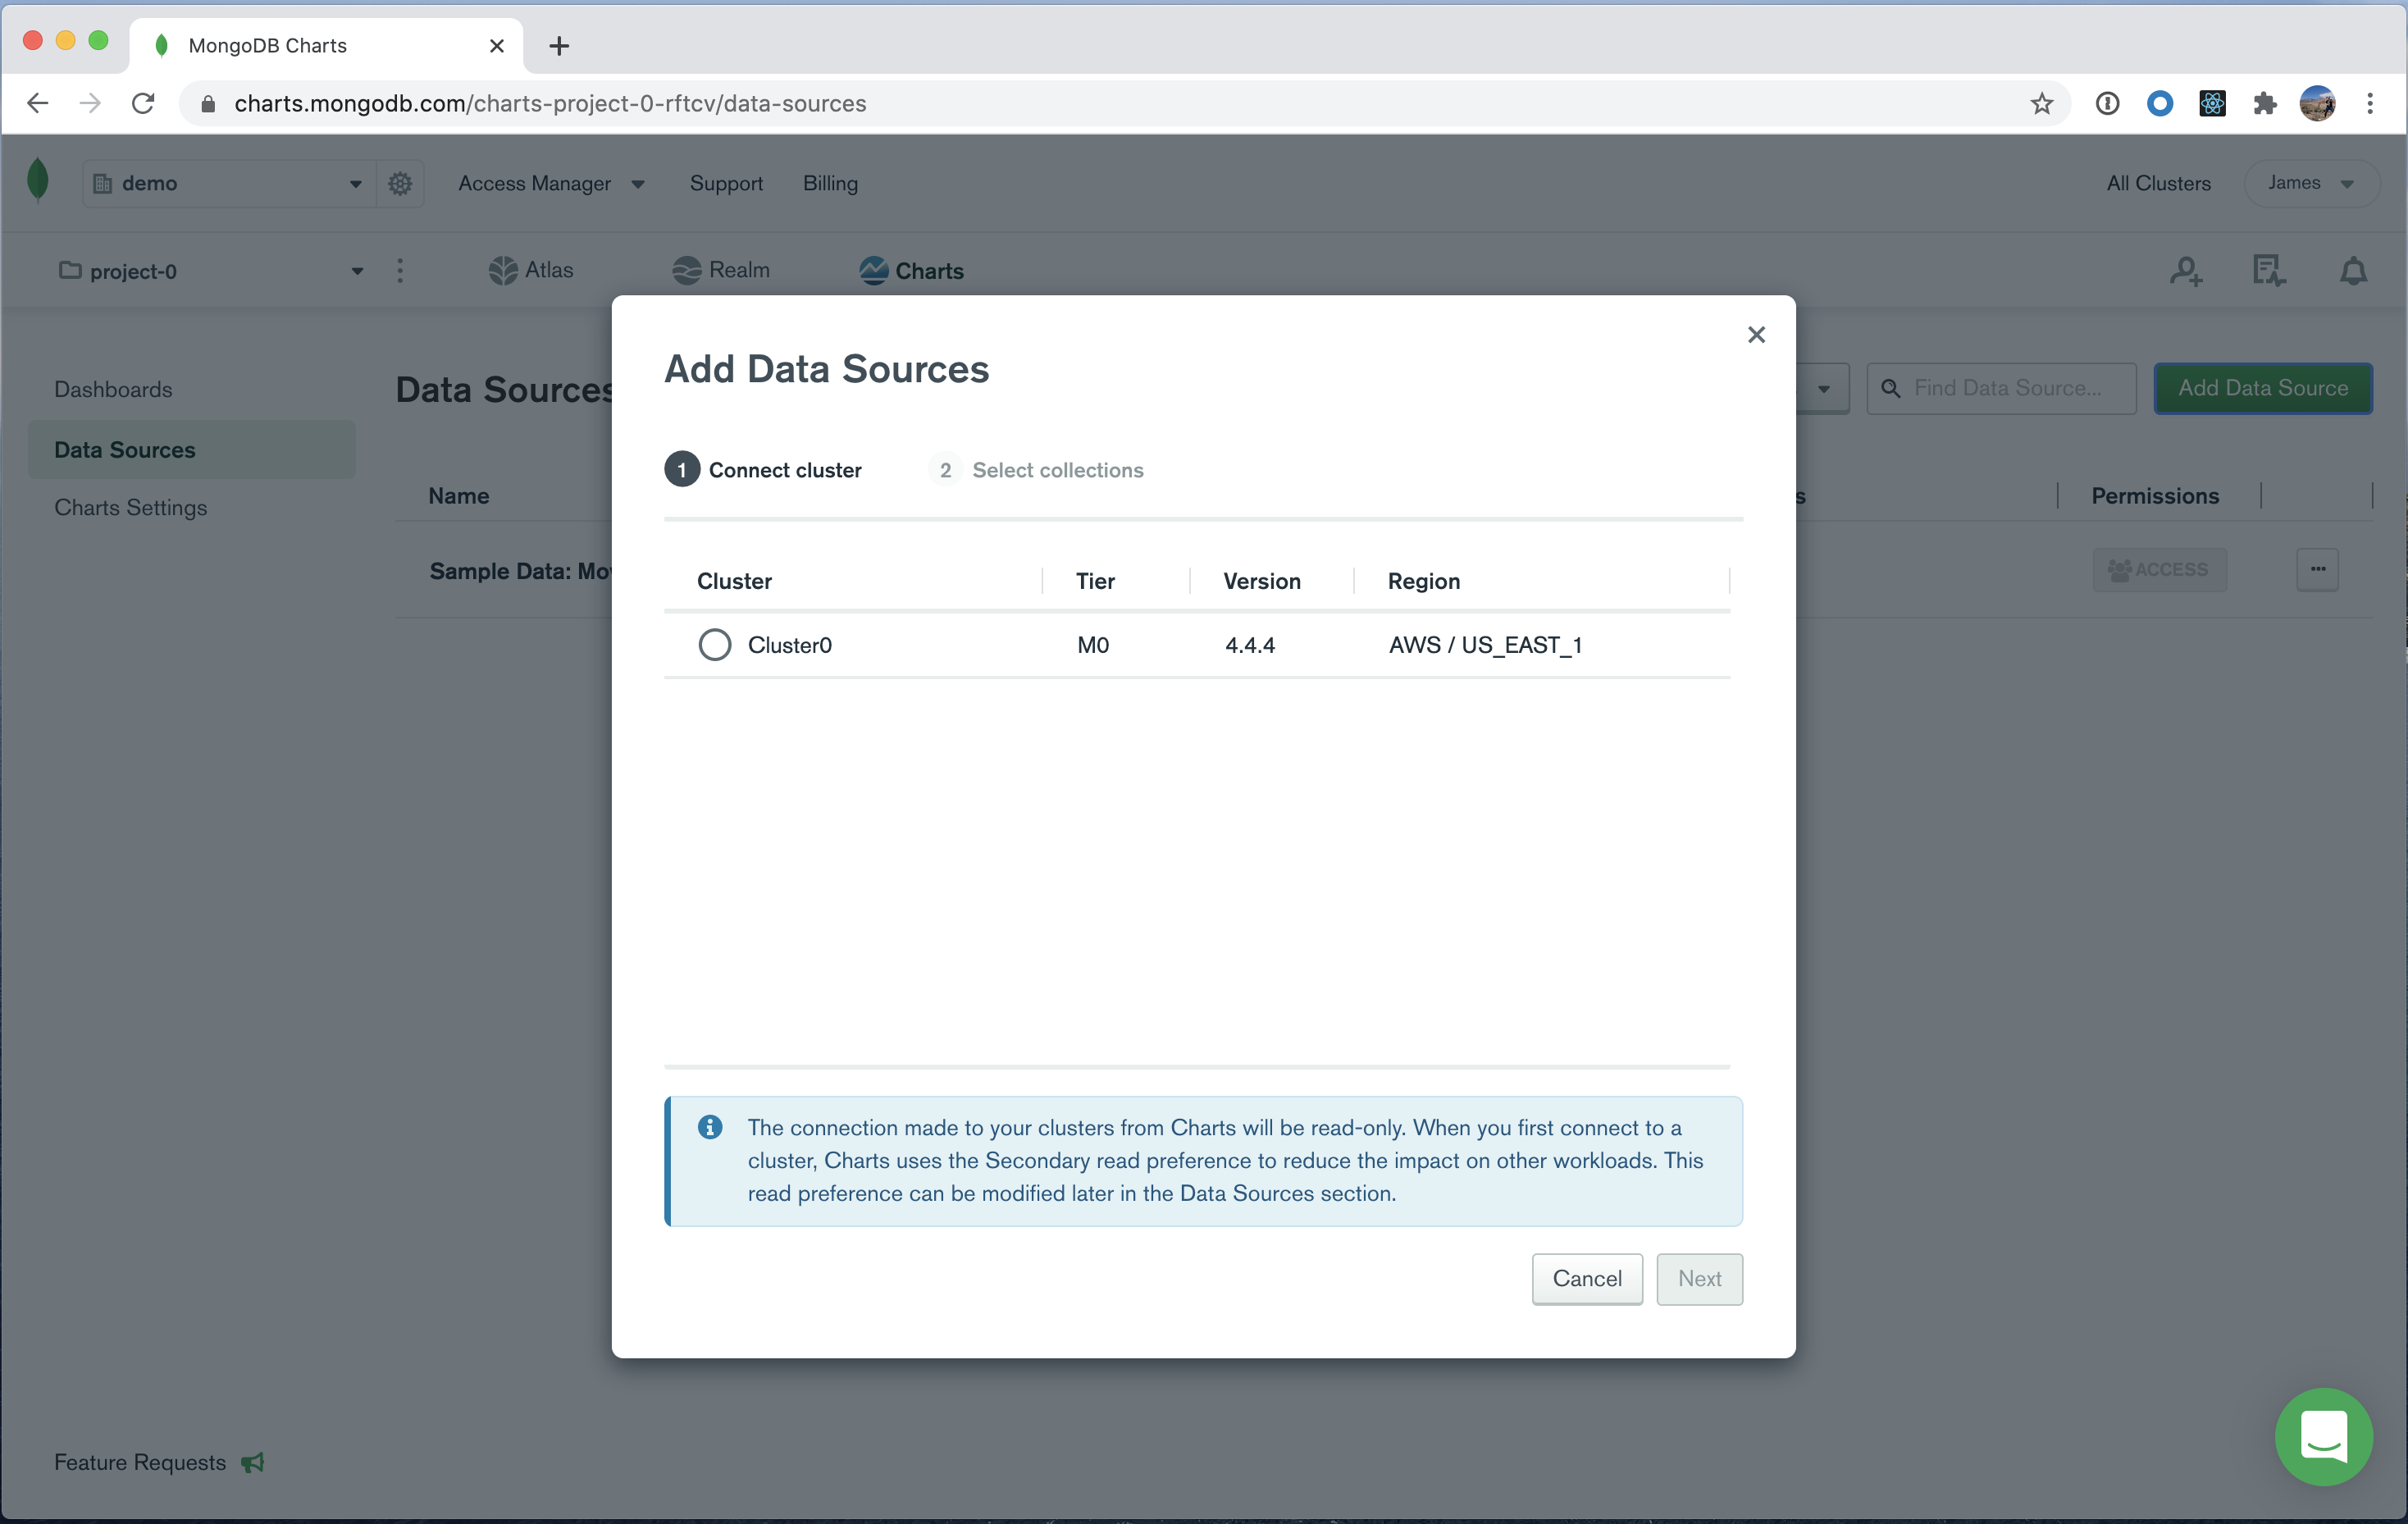 MongoDB Charts
charts.mongodb.com/charts-project-0-rftcv/data-sources
demo
Access Manager
Support
Billing
All Clusters
James
project-0
Atlas
Realm
Charts
Dashboards
Data Sources
Charts Settings
Data Sources
Find Data Source...
Add Data Source
Name
s
Permissions
Sample Data: Mo
ACCESS
Add Data Sources
1 Connect cluster
2 Select collections
Cluster Tier Version Region
Cluster0 M0 4.4.4 AWS / US_EAST_1
The connection made to your clusters from Charts will be read-only. When you first connect to a
cluster, Charts uses the Secondary read preference to reduce the impact on other workloads. This
read preference can be modified later in the Data Sources section.
Cancel
Next
Feature Requests